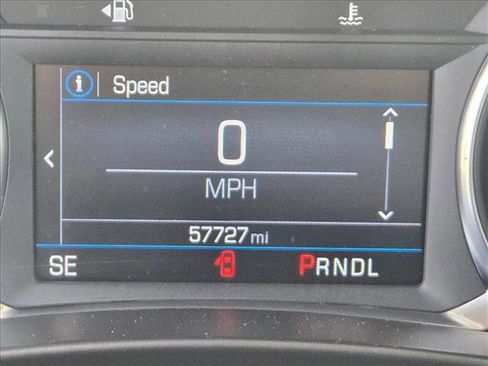 i Speed
0
MPH
57727 mi
SE PRNDL